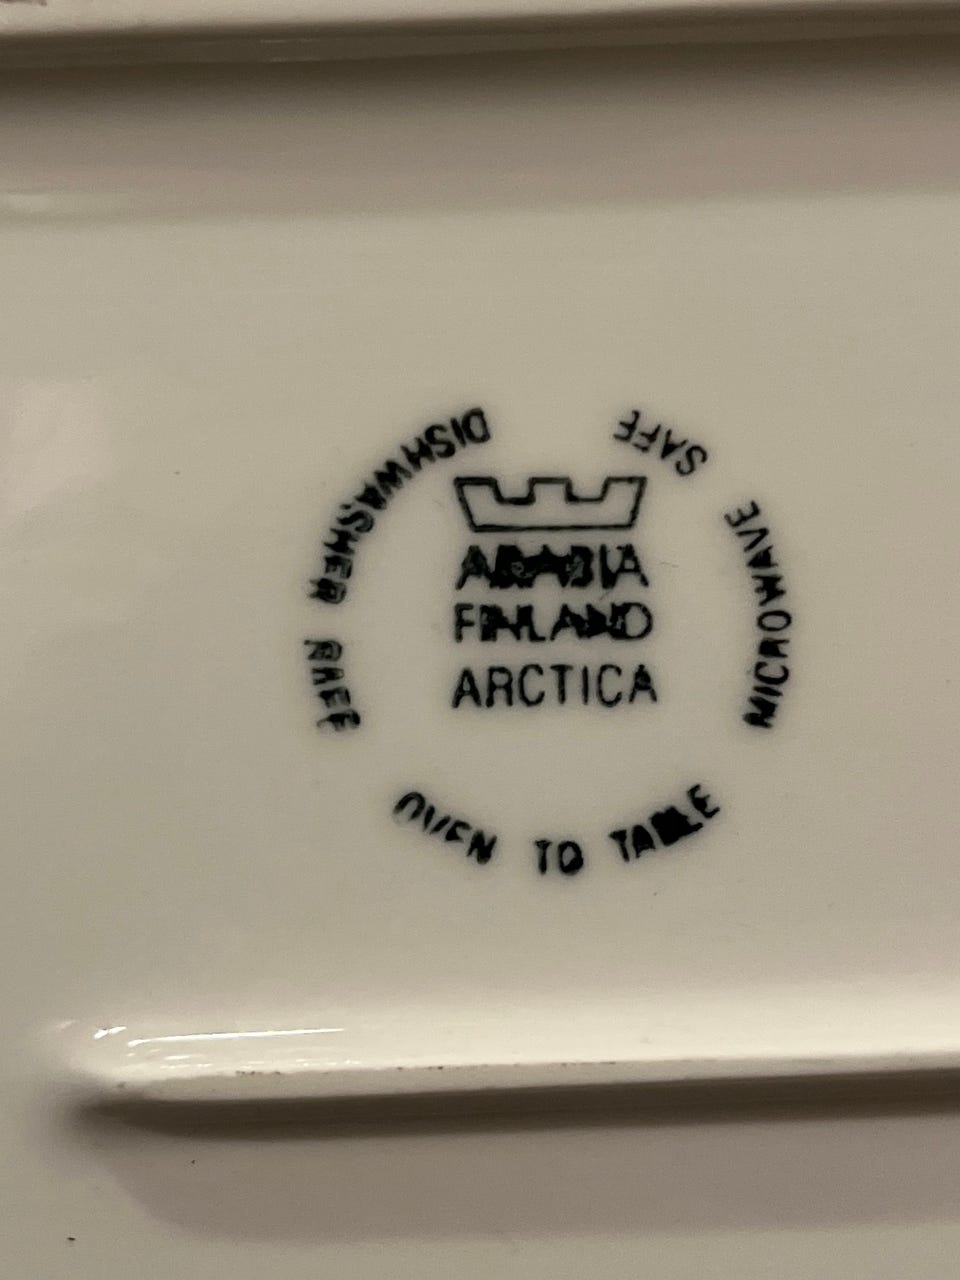 ARABIA
FINLAND
ARCTICA
DISHWASHER SAFE
OVEN TO TABLE
MICROWAVE SAFE